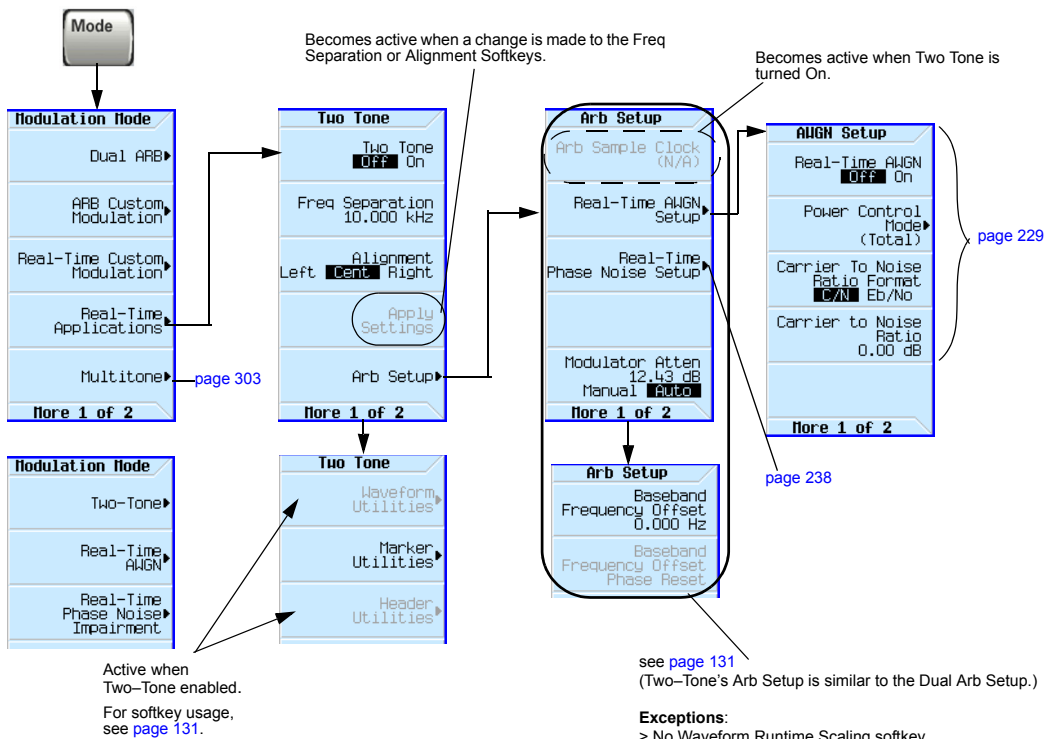 Mode
Becomes active when a change is made to the Freq
Separation or Alignment Softkeys.
Becomes active when Two Tone is
turned On.
Modulation Mode
Dual ARB
ARB Custom
Modulation
Real-Time Custom
Modulation
Real-Time
Applications
Multitone
page 303
More 1 of 2
Two Tone
Two Tone
Off On
Freq Separation
10.000 kHz
Alignment
Left Cent Right
Apply
Settings
Arb Setup
More 1 of 2
Arb Setup
Arb Sample Clock
(N/A)
Real-Time AWGN
Setup
Real-Time
Phase Noise Setup
Modulator Atten
12.43 dB
Manual Auto
More 1 of 2
AWGN Setup
Real-Time AWGN
Off On
Power Control
Mode
(Total)
Carrier To Noise
Ratio Format
C/N Eb/No
Carrier to Noise
Ratio
0.00 dB
More 1 of 2
page 229
page 238
Modulation Mode
Two-Tone
Real-Time
AWGN
Real-Time
Phase Noise
Impairment
Two Tone
Waveform
Utilities
Marker
Utilities
Header
Utilities
Arb Setup
Baseband
Frequency Offset
0.000 Hz
Baseband
Frequency Offset
Phase Reset
Active when
Two–Tone enabled.
For softkey usage,
see page 131.
see page 131
(Two–Tone's Arb Setup is similar to the Dual Arb Setup.)
Exceptions:
> No Waveform Runtime Scaling softkey